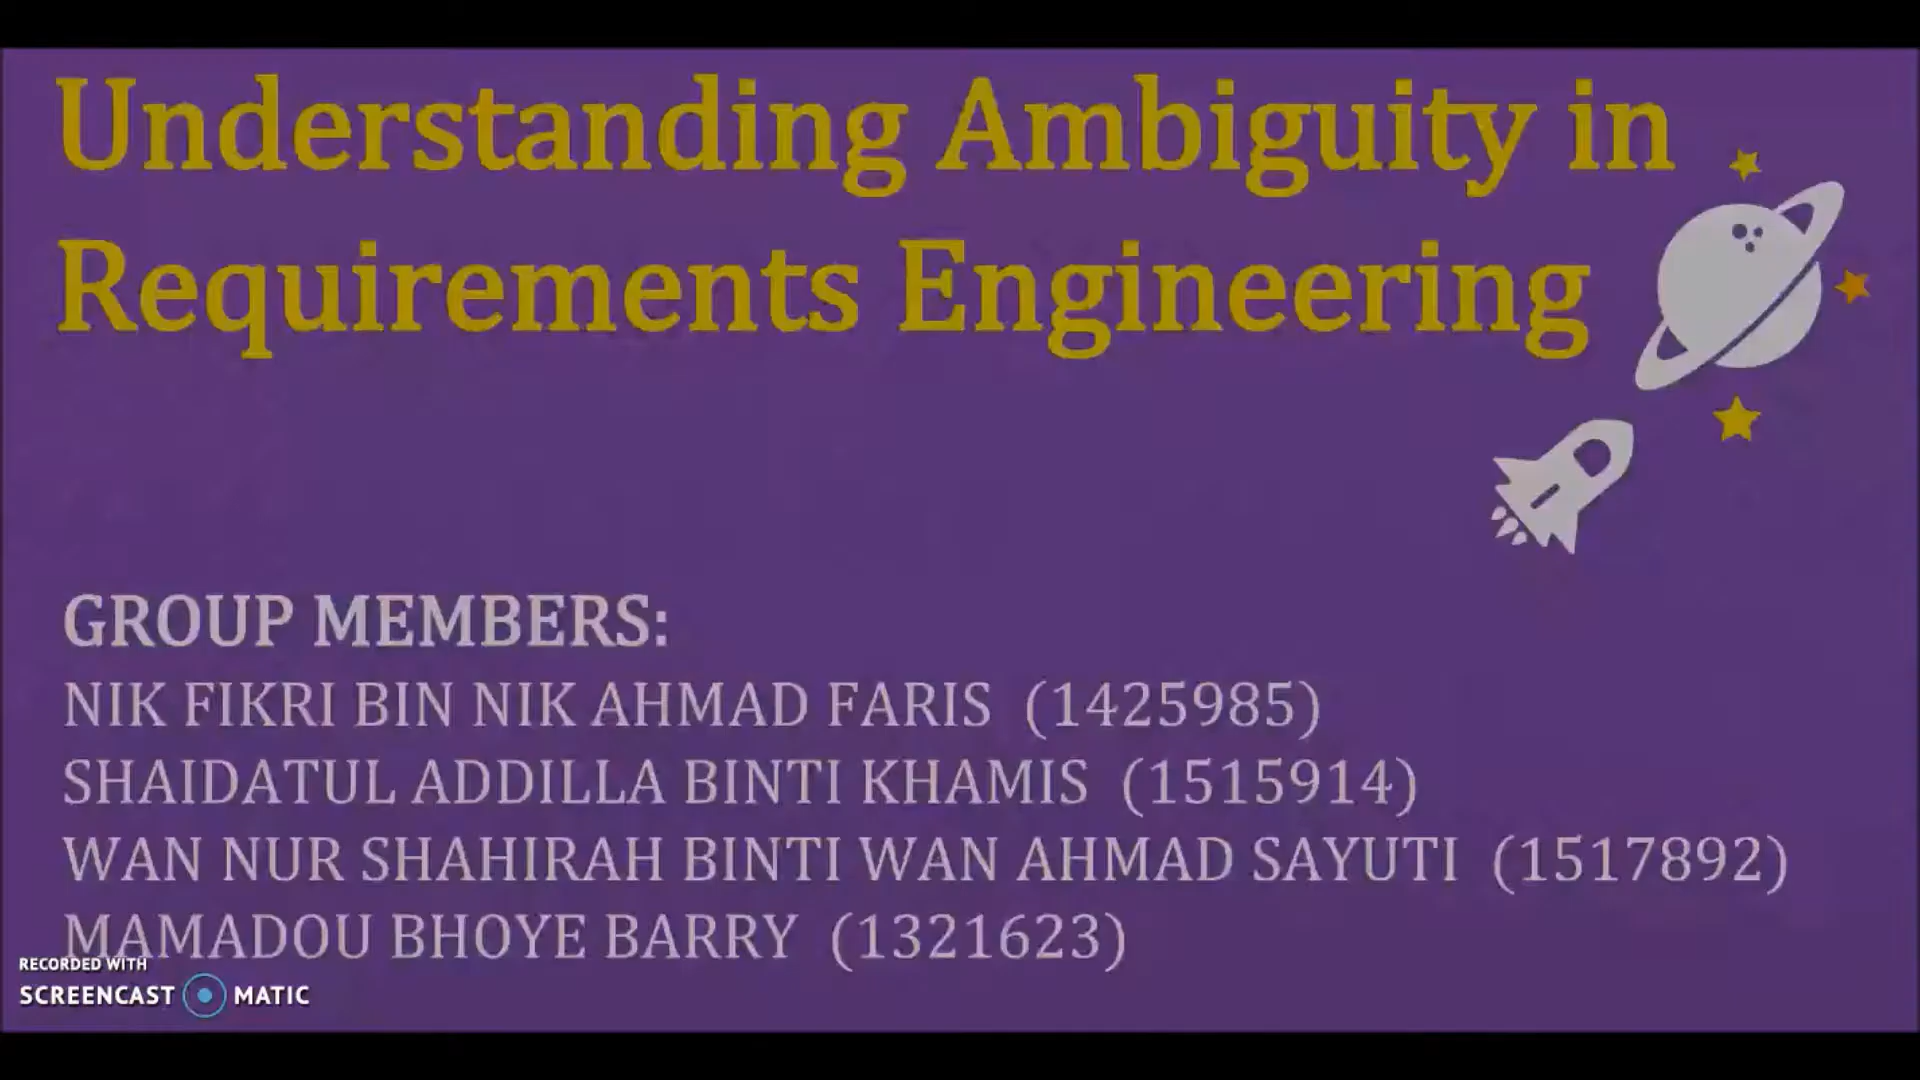 Understanding Ambiguity in
Requirements Engineering
GROUP MEMBERS:
NIK FIKRI BIN NIK AHMAD FARIS (1425985)
SHAIDATUL ADDILLA BINTI KHAMIS (1515914)
WAN NUR SHAHIRAH BINTI WAN AHMAD SAYUTI (1517892)
MAMADOU BHOYE BARRY (1321623)
RECORDED WITH
SCREENCAST MATIC